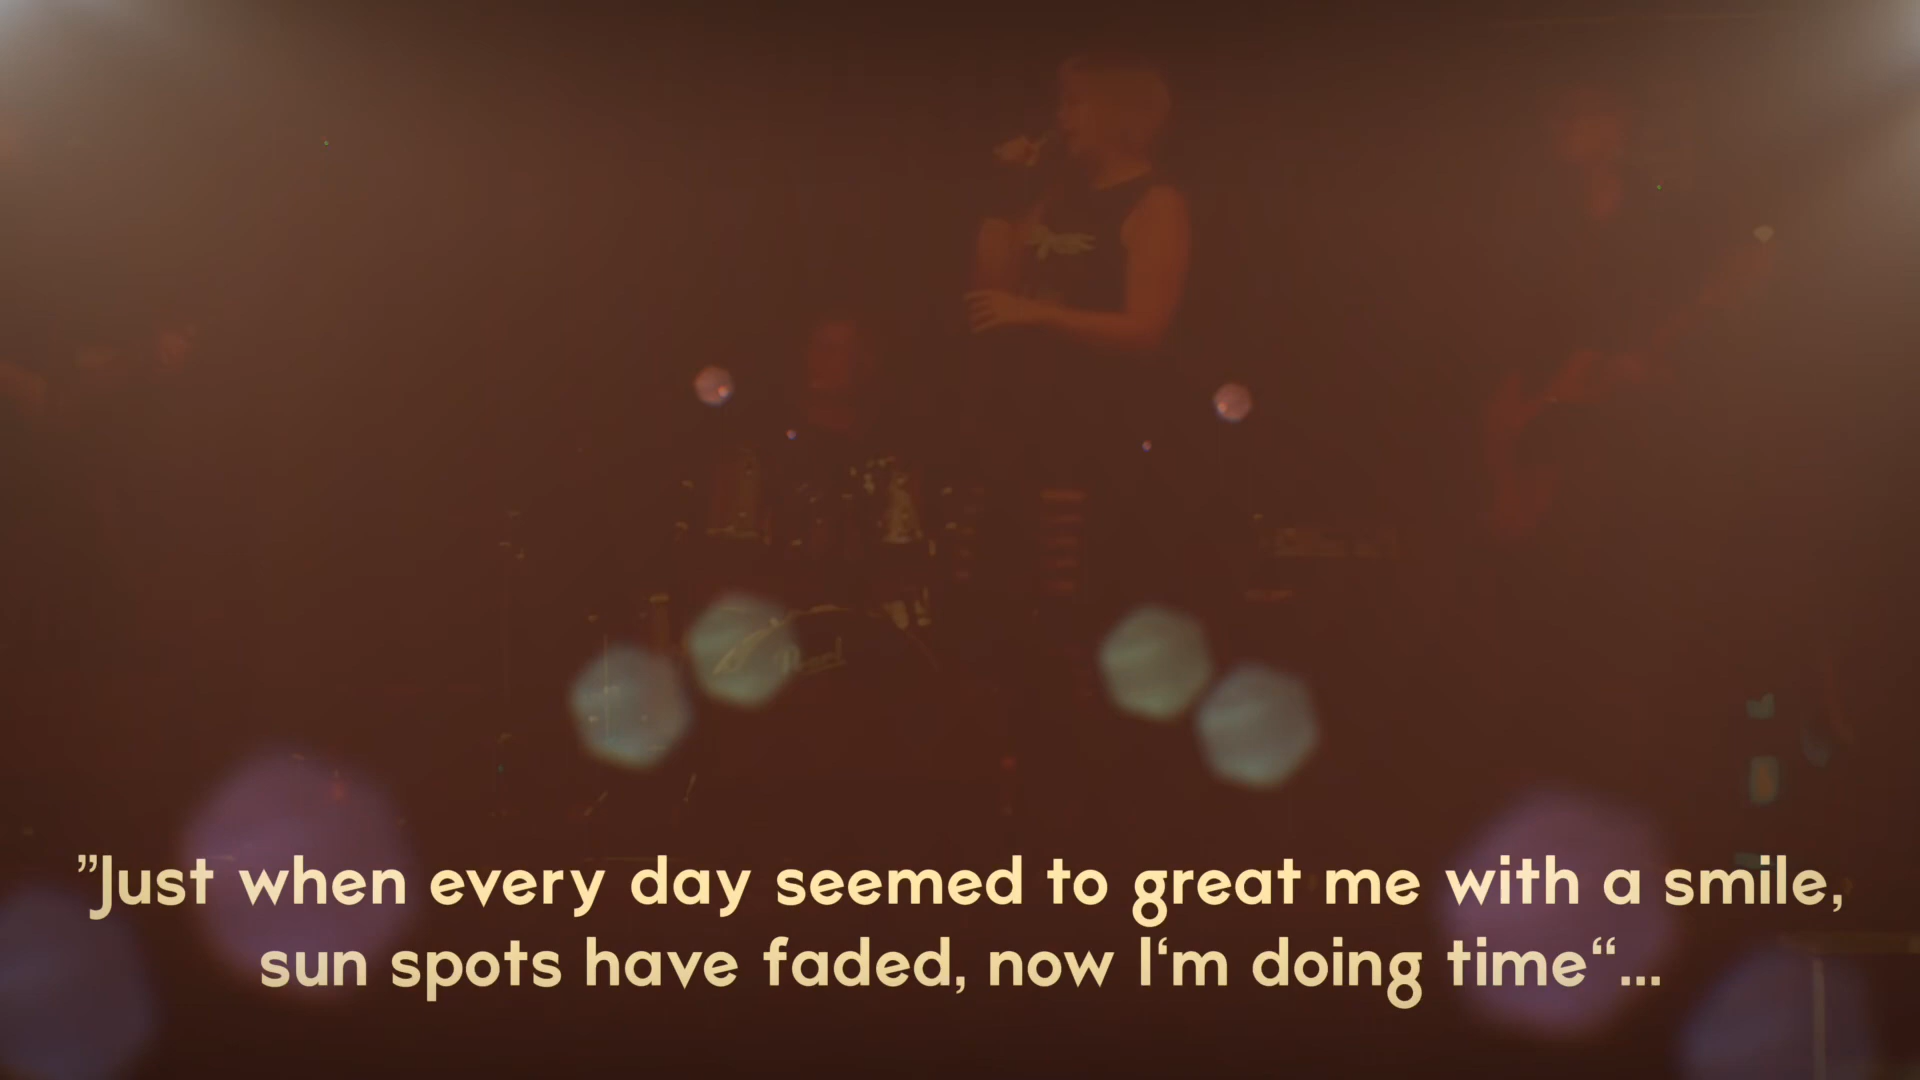 ”Just when every day seemed to great me with a smile,
sun spots have faded, now I‘m doing time“...